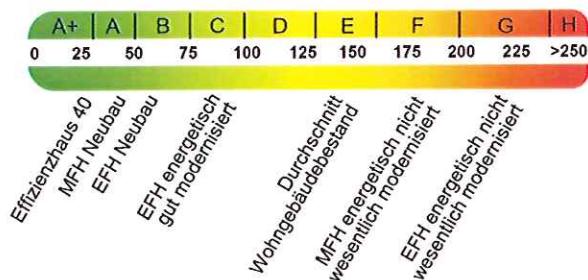 A+ A B C D E F G H
0 25 50 75 100 125 150 175 200 225 >250
Effizienzhaus 40
MFH Neubau
EFH Neubau
EFH energetisch
gut modernisiert
Durchschnitt
Wohngebäudebestand
MFH energetisch nicht
wesentlich modernisiert
EFH energetisch nicht
wesentlich modernisiert